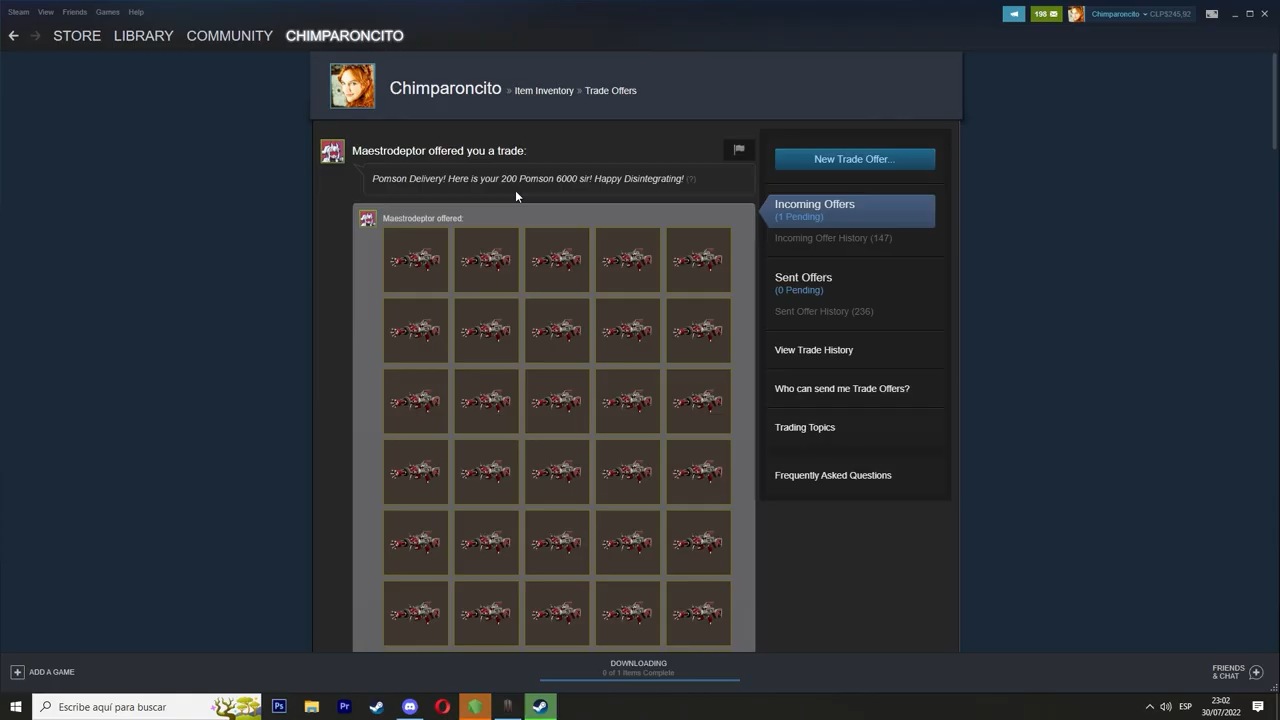 Steam View Friends Games Help
198 Chimparoncito CLP$245,92
STORE LIBRARY COMMUNITY CHIMPARONCITO
Chimparoncito » Item Inventory » Trade Offers
Maestrodeptor offered you a trade:
Pomson Delivery! Here is your 200 Pomson 6000 sir! Happy Disintegrating! (?)
Maestrodeptor offered:
New Trade Offer...
Incoming Offers
(1 Pending)
Incoming Offer History (147)
Sent Offers
(0 Pending)
Sent Offer History (236)
View Trade History
Who can send me Trade Offers?
Trading Topics
Frequently Asked Questions
ADD A GAME
DOWNLOADING
0 of 1 Items Complete
FRIENDS
& CHAT
Escribe aquí para buscar
Ps
Pr
ESP
23:02
30/07/2022